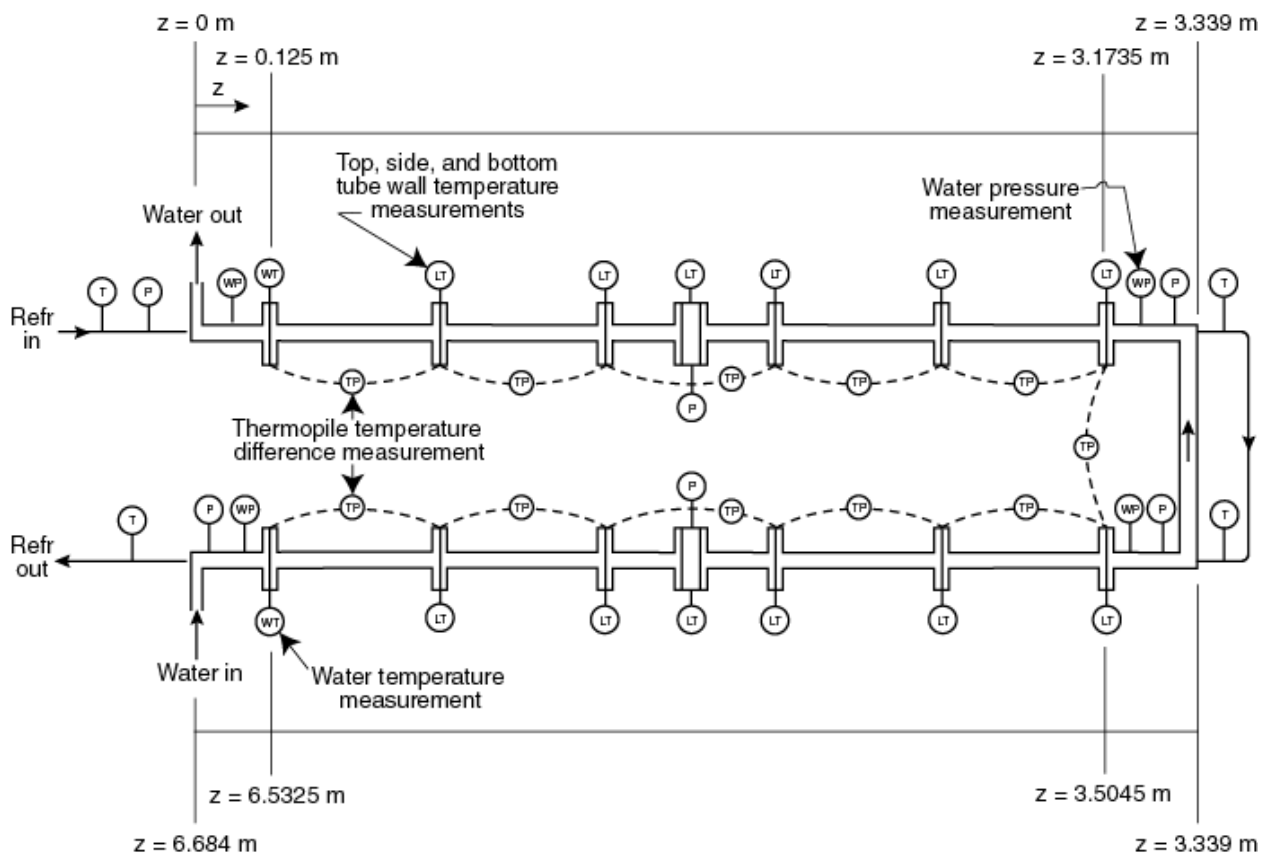 z = 0 m
z = 3.339 m
z = 0.125 m
z = 3.1735 m
z
Top, side, and bottom
tube wall temperature
measurements
Water pressure
measurement
Water out
T
P
WP
WT
LT
LT
LT
LT
LT
LT
WP
P
T
Refr
in
TP
TP
TP
TP
TP
P
Thermopile temperature
difference measurement
TP
P
T
P
WP
TP
TP
TP
TP
TP
WP
P
T
Refr
out
WT
LT
LT
LT
LT
LT
LT
Water in
Water temperature
measurement
z = 6.5325 m
z = 3.5045 m
z = 6.684 m
z = 3.339 m